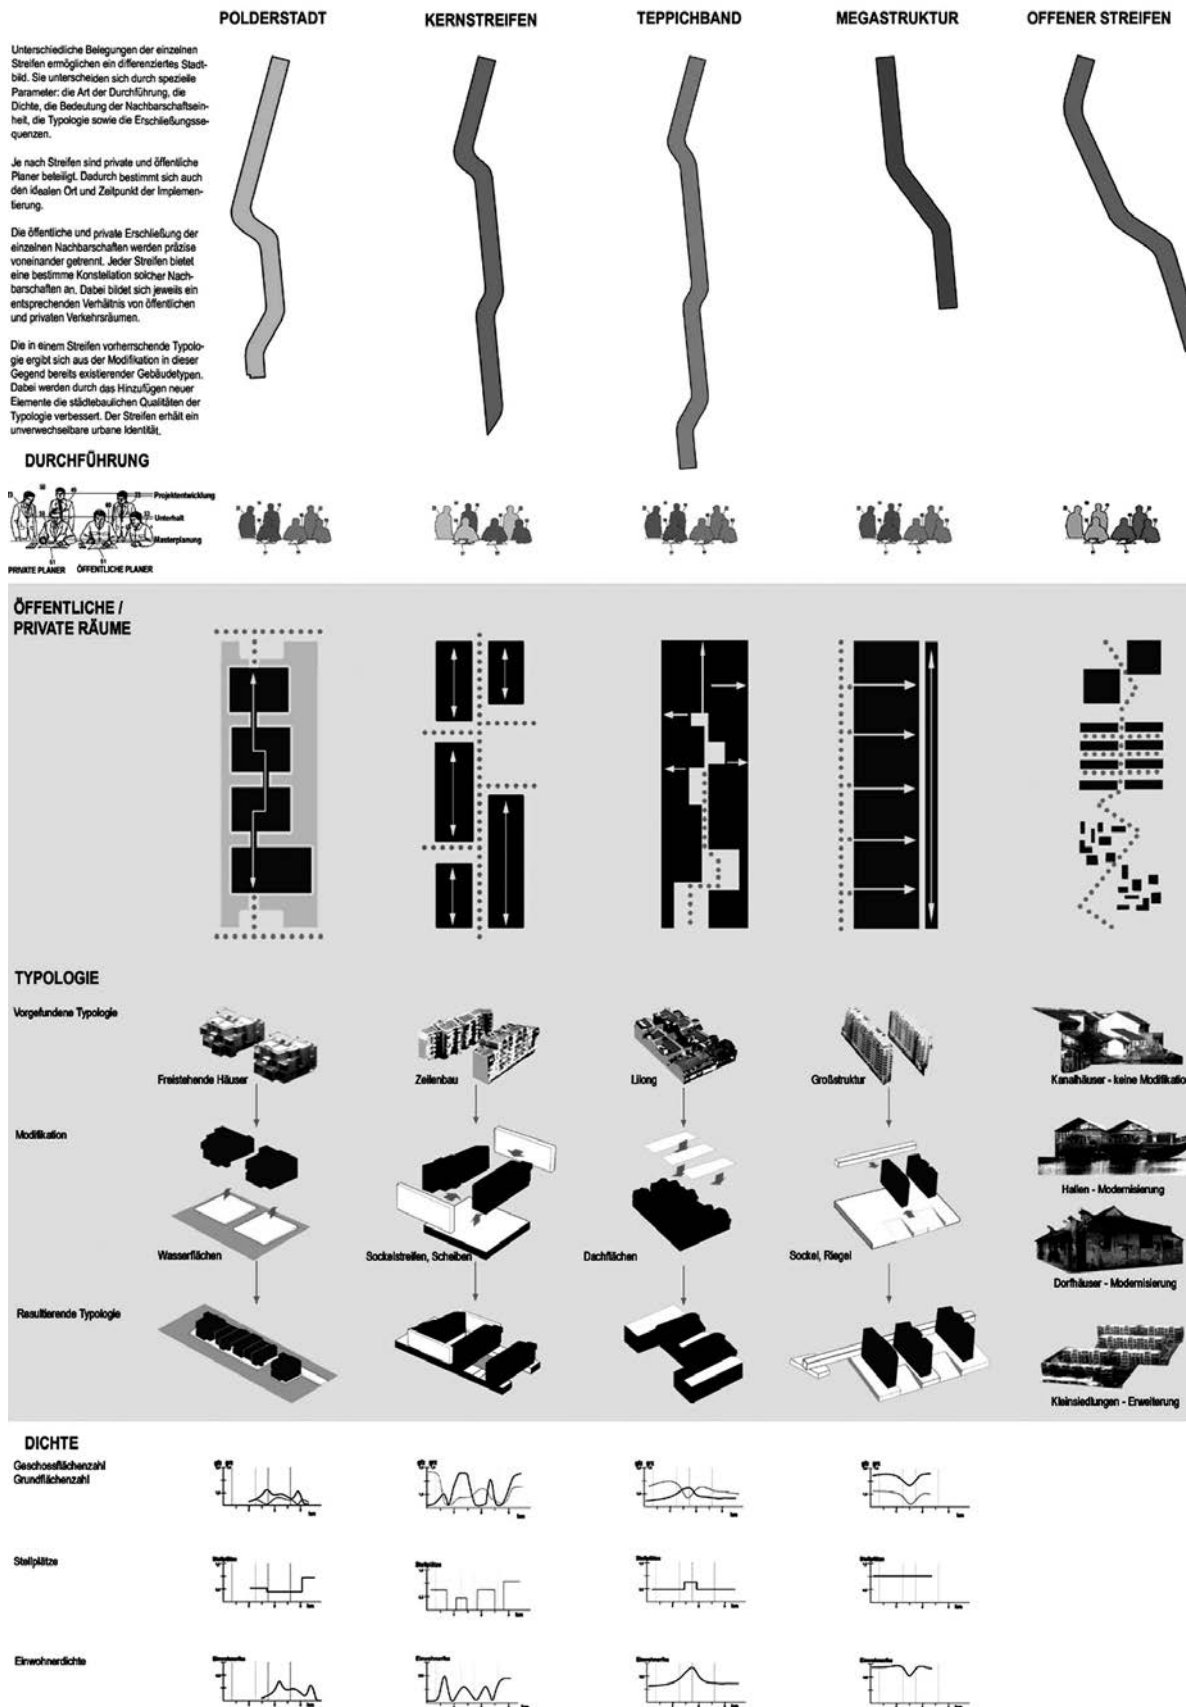 POLDERSTADT
KERNSTREIFEN
TEPPICHBAND
MEGASTRUKTUR
OFFENER STREIFEN
Unterschiedliche Belegungen der einzelnen
Streifen ermöglichen ein differenziertes Stadt-
bild. Sie unterscheiden sich durch spezielle
Parameter: die Art der Durchführung, die
Dichte, die Bedeutung der Nachbarschaftsein-
heit, die Typologie sowie die Erschließungsse-
quenzen.
Je nach Streifen sind private und öffentliche
Planer beteiligt. Dadurch bestimmt sich auch
den idealen Ort und Zeitpunkt der Implemen-
tierung.
Die öffentliche und private Erschließung der
einzelnen Nachbarschaften werden präzise
voneinander getrennt. Jeder Streifen bietet
eine bestimme Konstellation solcher Nach-
barschaften an. Dabei bildet sich jeweils ein
entsprechenden Verhältnis von öffentlichen
und privaten Verkehrsräumen.
Die in einem Streifen vorherrschende Typolo-
gie ergibt sich aus der Modifikation in dieser
Gegend bereits existierender Gebäudetypen.
Dabei werden durch das Hinzufügen neuer
Elemente die städtebaulichen Qualitäten der
Typologie verbessert. Der Streifen erhält ein
unverwechselbare urbane Identität.
DURCHFÜHRUNG
Projektentwicklung
Unterhalt
Masterplanung
PRIVATE PLANER
ÖFFENTLICHE PLANER
ÖFFENTLICHE /
PRIVATE RÄUME
TYPOLOGIE
Vorgefundene Typologie
Freistehende Häuser
Zeilenbau
Lilong
Großstruktur
Kanalhäuser - keine Modifikatio
Modifikation
Hallen - Modernisierung
Wasserflächen
Sockelstreifen, Scheiben
Dachflächen
Sockel, Riegel
Dorfhäuser - Modernisierung
Resultierende Typologie
Kleinsiedlungen - Erweiterung
DICHTE
Geschossflächenzahl
Grundflächenzahl
Stellplätze
Stellplätze
Stellplätze
Stellplätze
Stellplätze
Einwohnerdichte